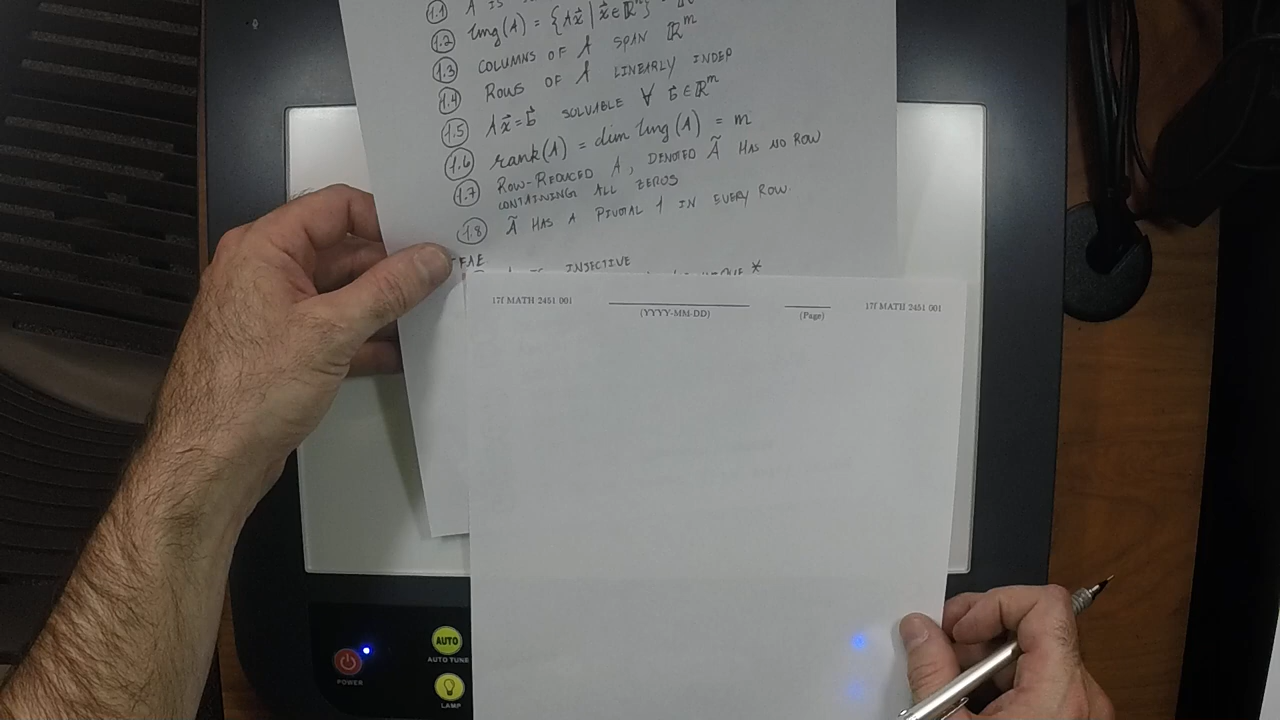 1.1 A IS
1.2 img(A) = {Ax⃗ | x⃗ ∈ ℝⁿ}
1.3 COLUMNS OF A SPAN ℝᵐ
1.4 ROWS OF A LINEARLY INDEP
1.5 Ax⃗ = b⃗ SOLVABLE ∀ b⃗ ∈ ℝᵐ
1.6 rank(A) = dim img(A) = m
1.7 ROW-REDUCED A, DENOTED Ã HAS NO ROW
CONTAINING ALL ZEROS
1.8 Ã HAS A PIVOTAL 1 IN EVERY ROW.
TFAE
INJECTIVE
*
17f MATH 2451 001
(YYYY-MM-DD)
(Page)
17f MATH 2451 001
POWER
AUTO
AUTO TUNE
LAMP